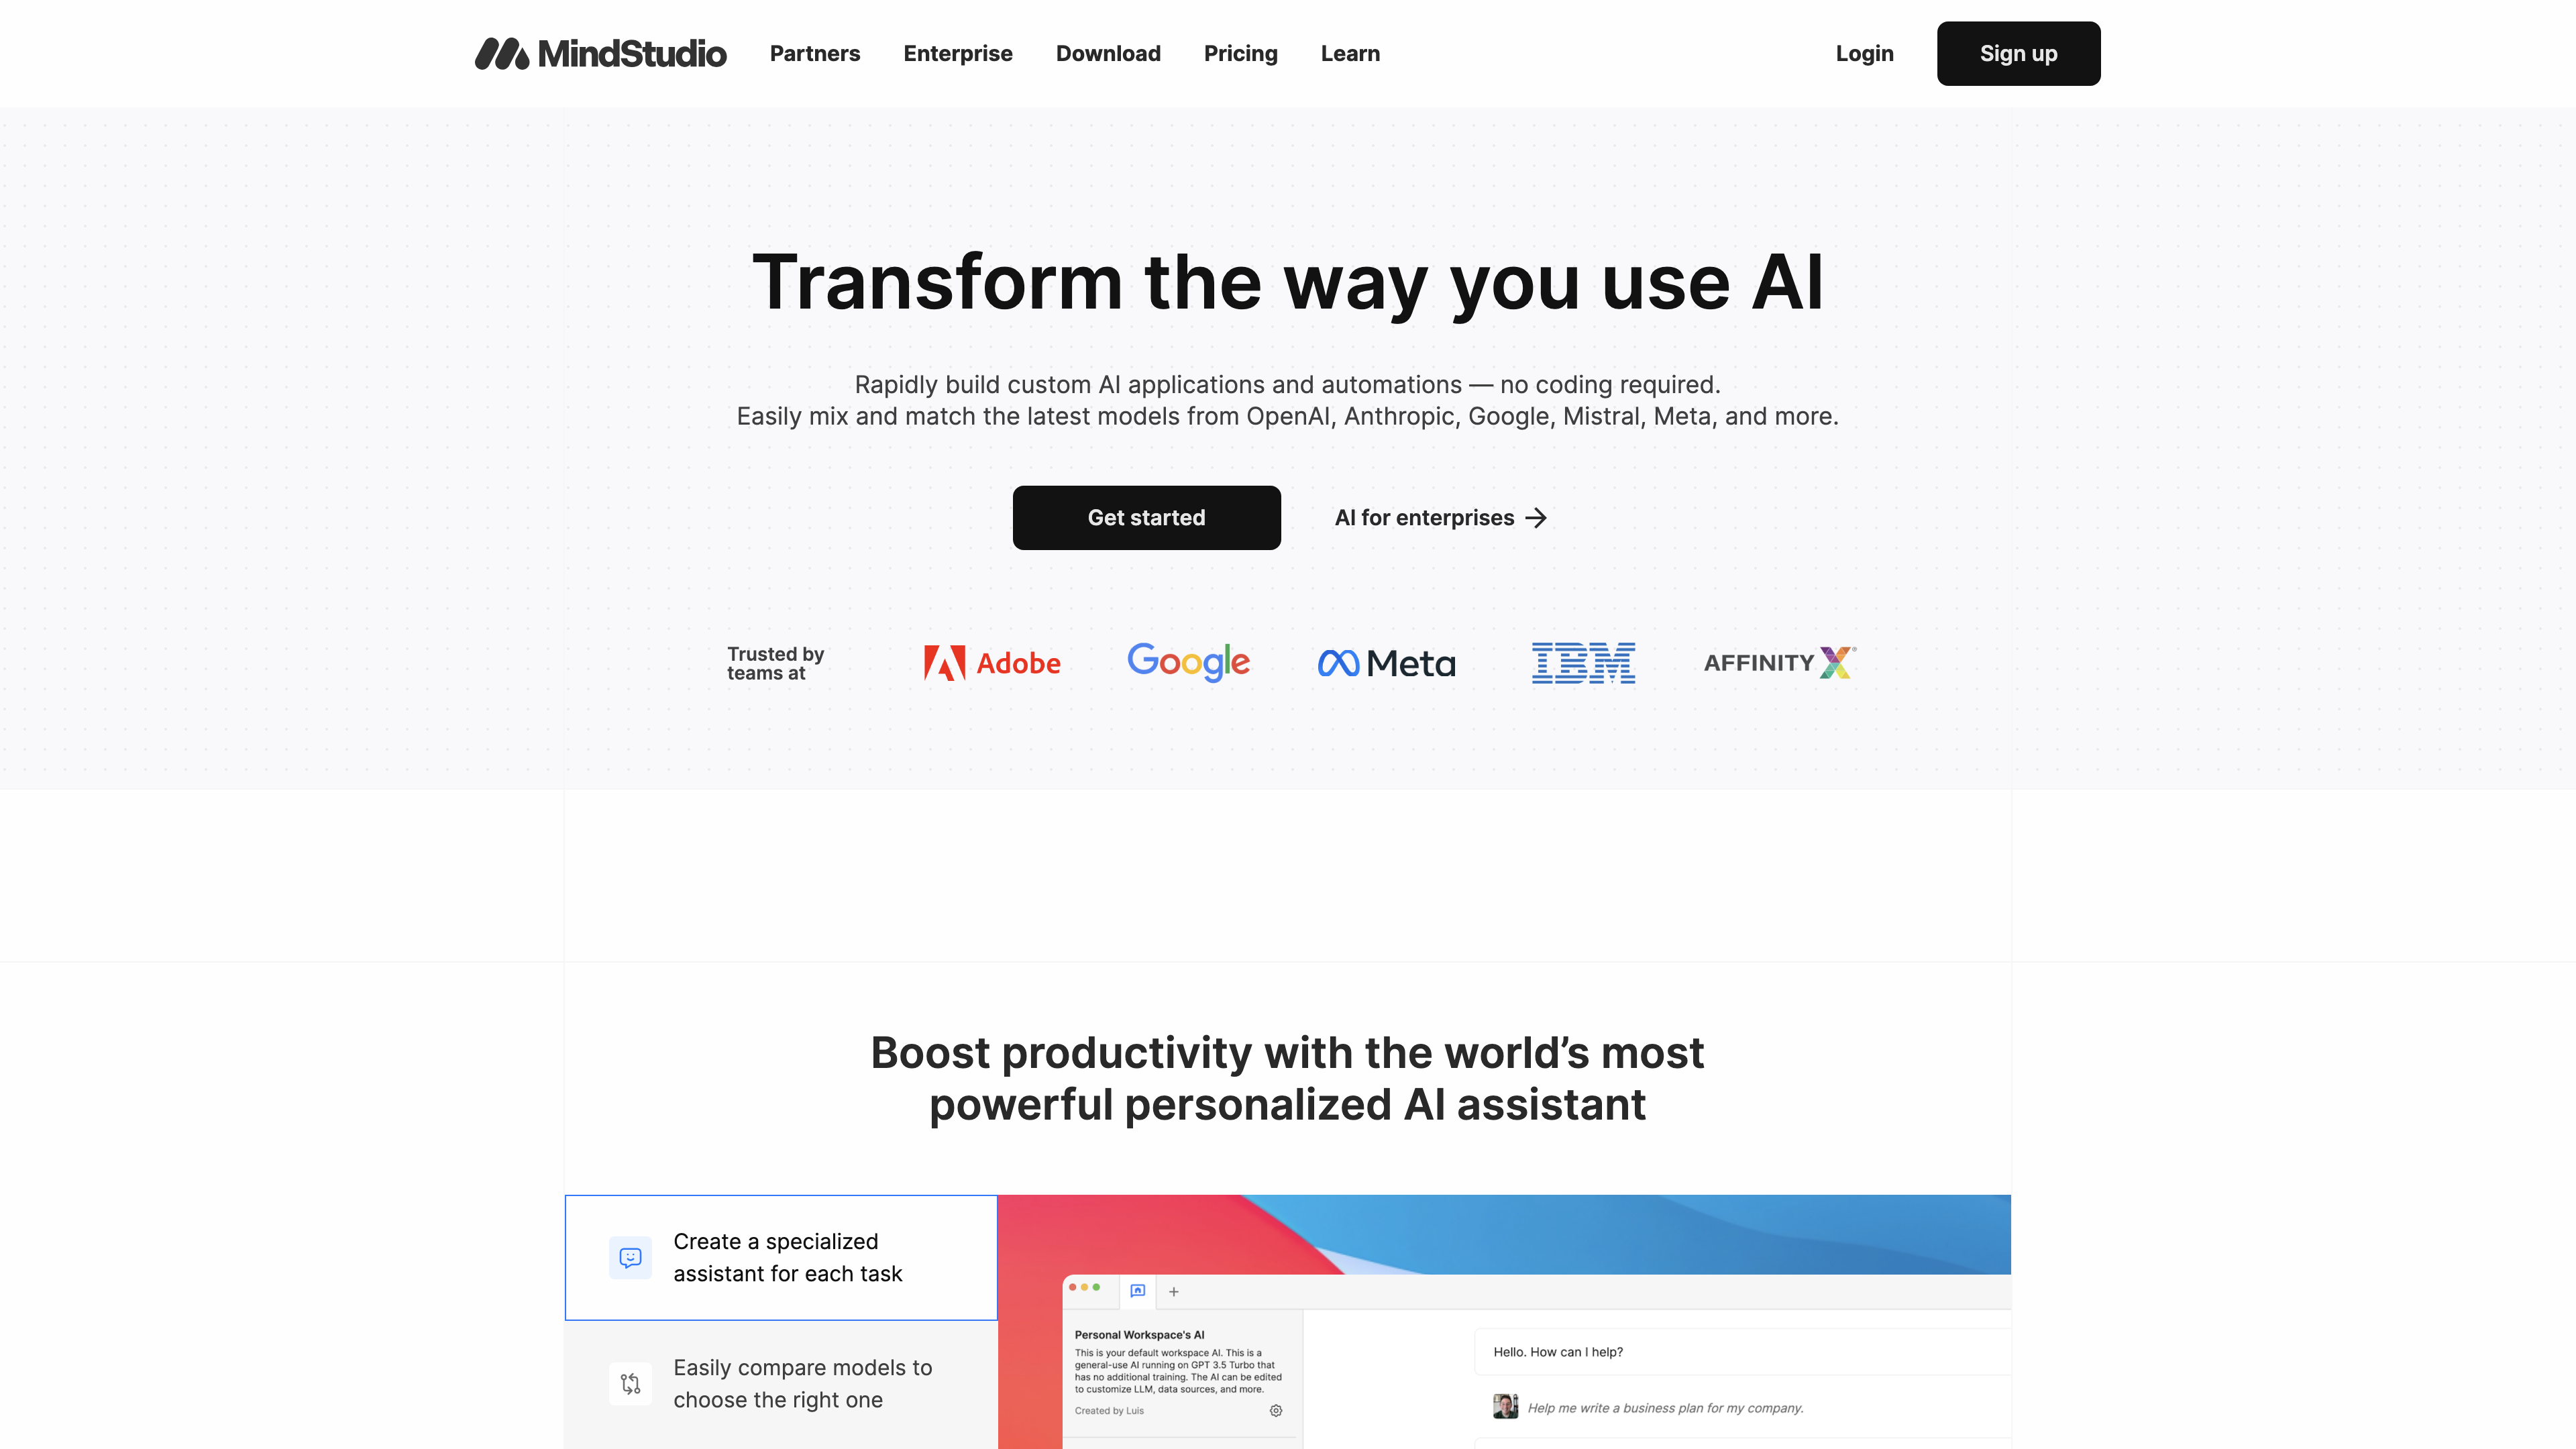 MindStudio
Partners
Enterprise
Download
Pricing
Learn
Login
Sign up
Transform the way you use AI
Rapidly build custom AI applications and automations — no coding required.
Easily mix and match the latest models from OpenAI, Anthropic, Google, Mistral, Meta, and more.
Get started
AI for enterprises
Trusted by
teams at
Adobe
Google
Meta
IBM
AFFINITY X®
Boost productivity with the world’s most
powerful personalized AI assistant
Create a specialized
assistant for each task
Easily compare models to
choose the right one
Personal Workspace's AI
This is your default workspace AI. This is a
general-use AI running on GPT 3.5 Turbo that
has no additional training. The AI can be edited
to customize LLM, data sources, and more.
Created by Luis
Hello. How can I help?
Help me write a business plan for my company.